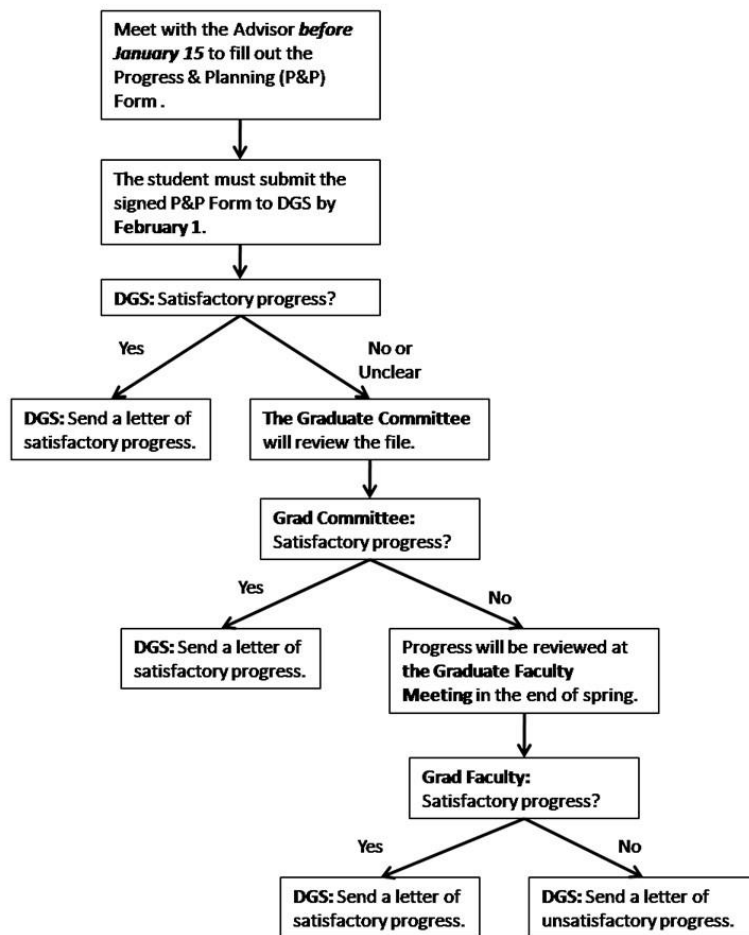 Meet with the Advisor before
January 15 to fill out the
Progress & Planning (P&P)
Form .
The student must submit the
signed P&P Form to DGS by
February 1.
DGS: Satisfactory progress?
Yes
No or
Unclear
DGS: Send a letter of
satisfactory progress.
The Graduate Committee
will review the file.
Grad Committee:
Satisfactory progress?
Yes
No
DGS: Send a letter of
satisfactory progress.
Progress will be reviewed at
the Graduate Faculty
Meeting in the end of spring.
Grad Faculty:
Satisfactory progress?
Yes
No
DGS: Send a letter of
satisfactory progress.
DGS: Send a letter of
unsatisfactory progress.